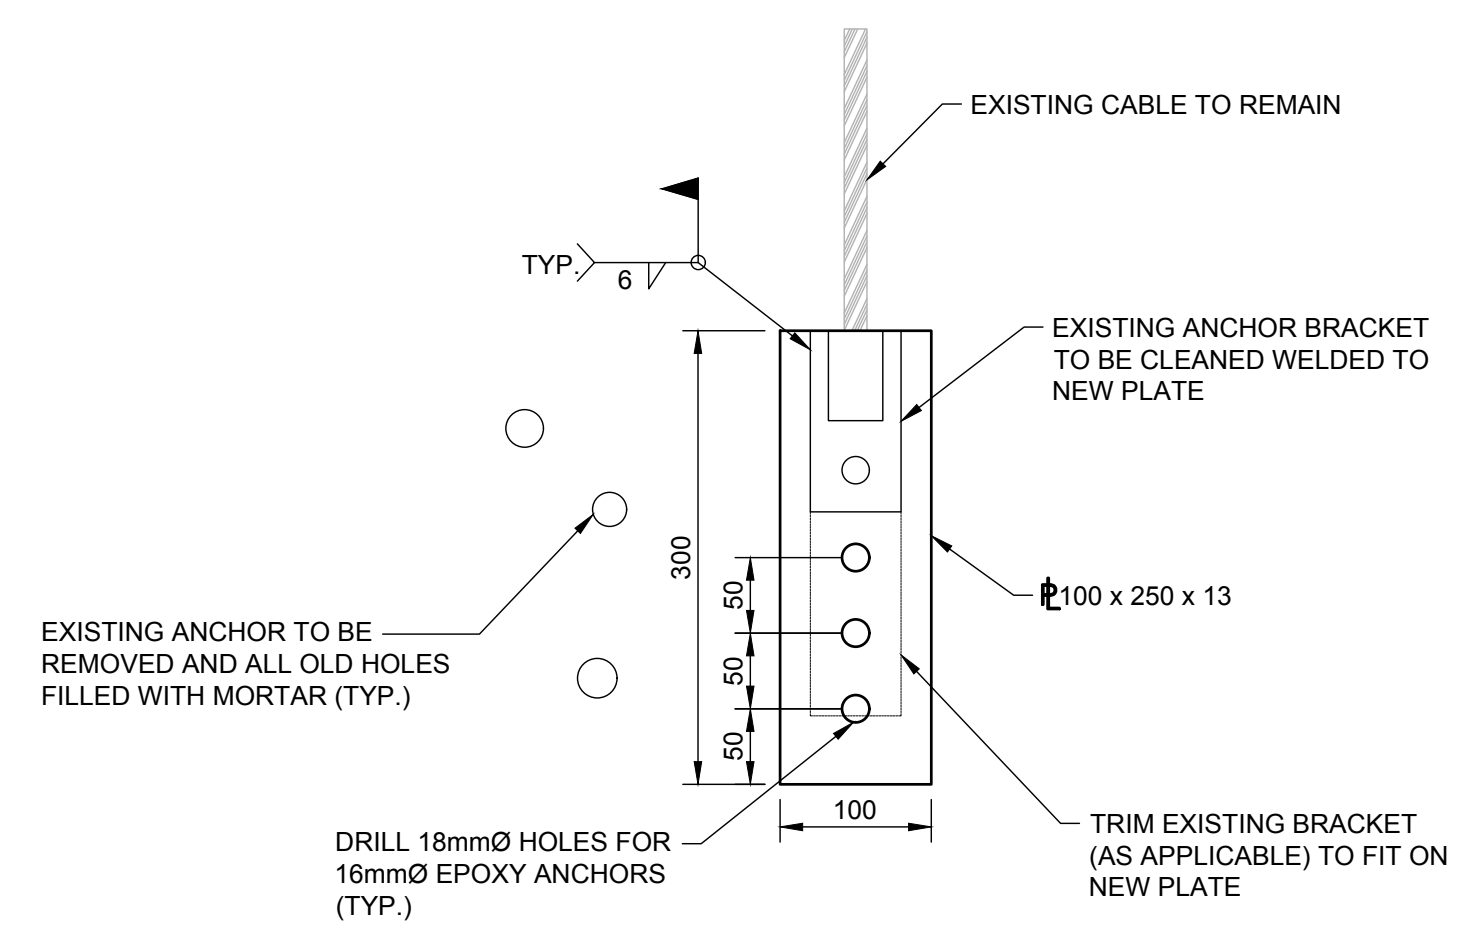 EXISTING CABLE TO REMAIN
TYP.
6
EXISTING ANCHOR BRACKET
TO BE CLEANED WELDED TO
NEW PLATE
300
50
50
50
100
℄100 x 250 x 13
EXISTING ANCHOR TO BE
REMOVED AND ALL OLD HOLES
FILLED WITH MORTAR (TYP.)
DRILL 18mmØ HOLES FOR
16mmØ EPOXY ANCHORS
(TYP.)
TRIM EXISTING BRACKET
(AS APPLICABLE) TO FIT ON
NEW PLATE